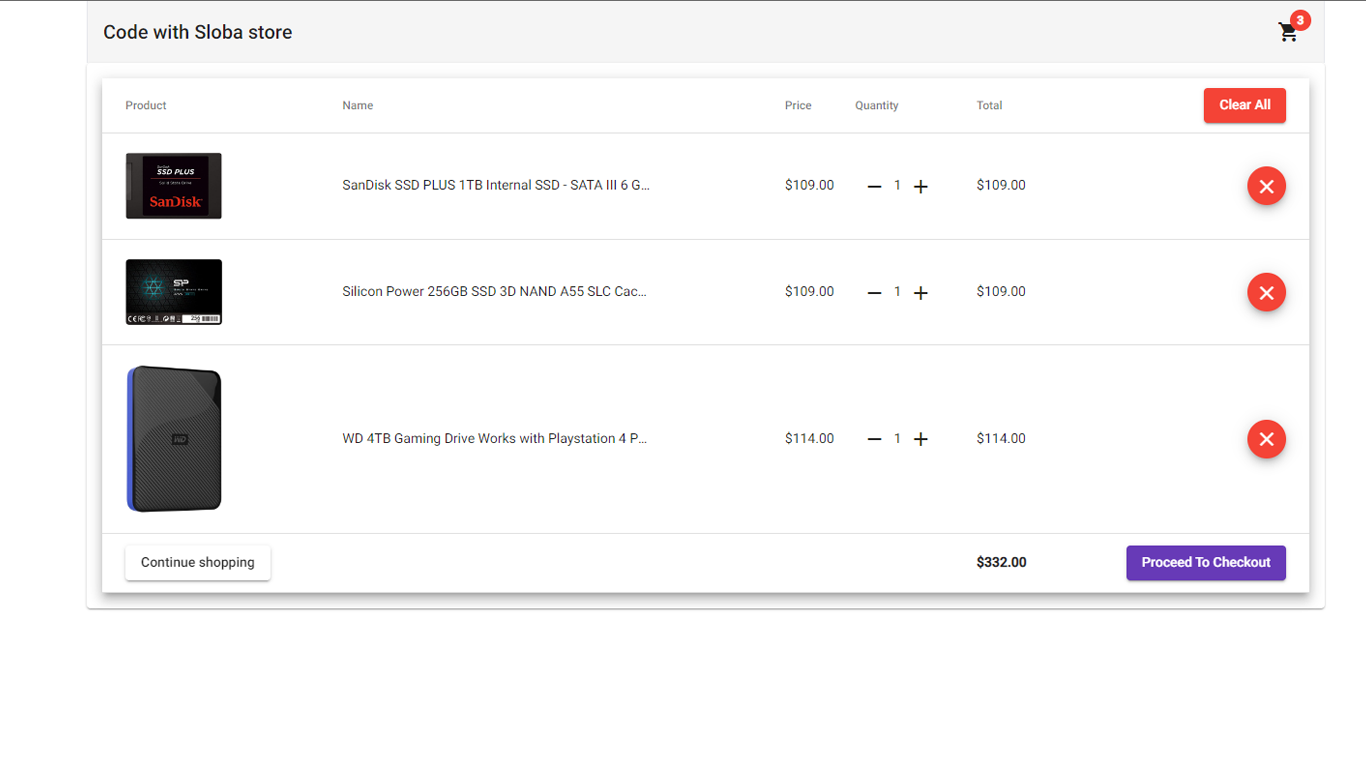 Code with Sloba store
3
Product Name Price Quantity Total Clear All
SSD PLUS
SanDisk
SanDisk SSD PLUS 1TB Internal SSD - SATA III 6 G... $109.00 1 $109.00
SP
Silicon Power 256GB SSD 3D NAND A55 SLC Cac... $109.00 1 $109.00
WD
WD 4TB Gaming Drive Works with Playstation 4 P... $114.00 1 $114.00
Continue shopping $332.00 Proceed To Checkout